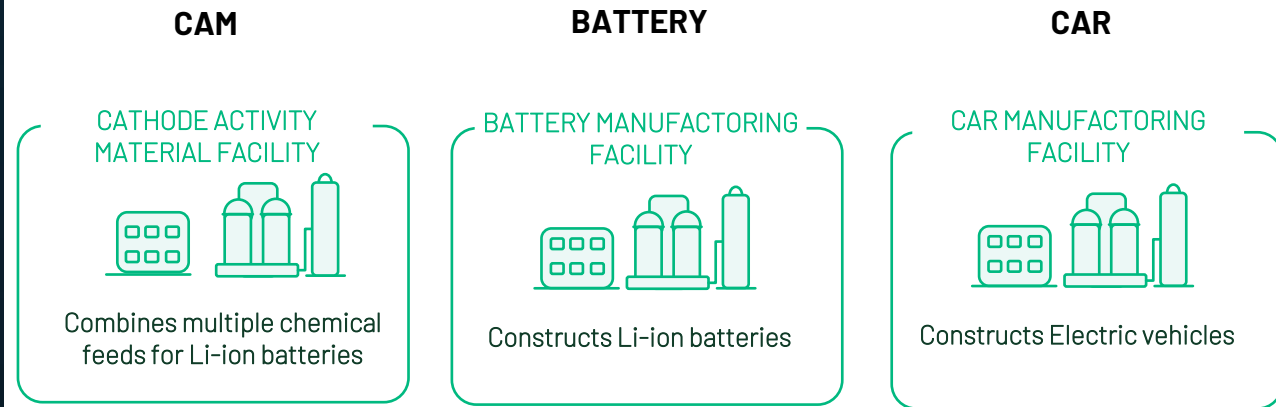 CAM
CATHODE ACTIVITY
MATERIAL FACILITY
Combines multiple chemical
feeds for Li-ion batteries
BATTERY
BATTERY MANUFACTORING
FACILITY
Constructs Li-ion batteries
CAR
CAR MANUFACTORING
FACILITY
Constructs Electric vehicles